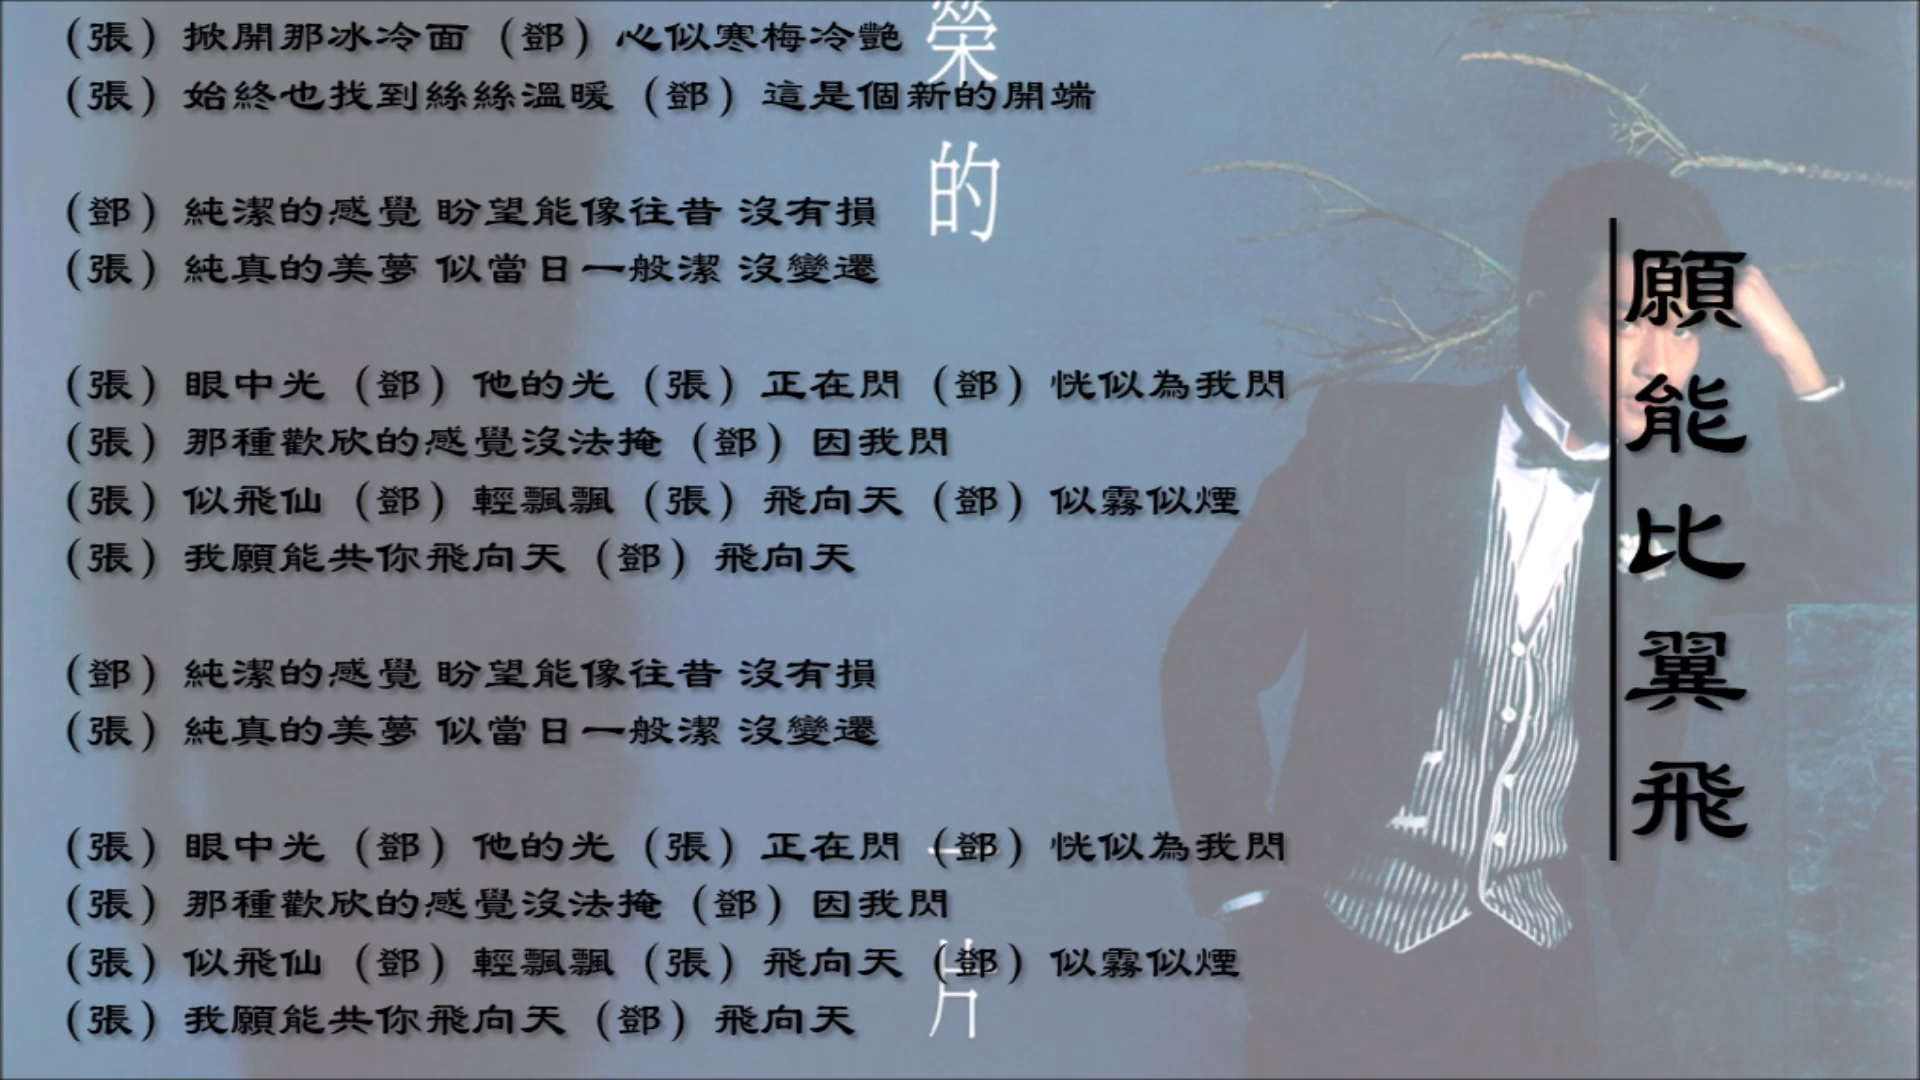 （張）掀開那冰冷面（鄧）心似寒梅冷艷
（張）始終也找到絲絲溫暖（鄧）這是個新的開端
（鄧）純潔的感覺 盼望能像往昔 沒有損
（張）純真的美夢 似當日一般潔 沒變遷
（張）眼中光（鄧）他的光（張）正在閃（鄧）恍似為我閃
（張）那種歡欣的感覺沒法掩（鄧）因我閃
（張）似飛仙（鄧）輕飄飄（張）飛向天（鄧）似霧似煙
（張）我願能共你飛向天（鄧）飛向天
（鄧）純潔的感覺 盼望能像往昔 沒有損
（張）純真的美夢 似當日一般潔 沒變遷
（張）眼中光（鄧）他的光（張）正在閃（鄧）恍似為我閃
（張）那種歡欣的感覺沒法掩（鄧）因我閃
（張）似飛仙（鄧）輕飄飄（張）飛向天（鄧）似霧似煙
（張）我願能共你飛向天（鄧）飛向天
榮的一片
願能比翼飛